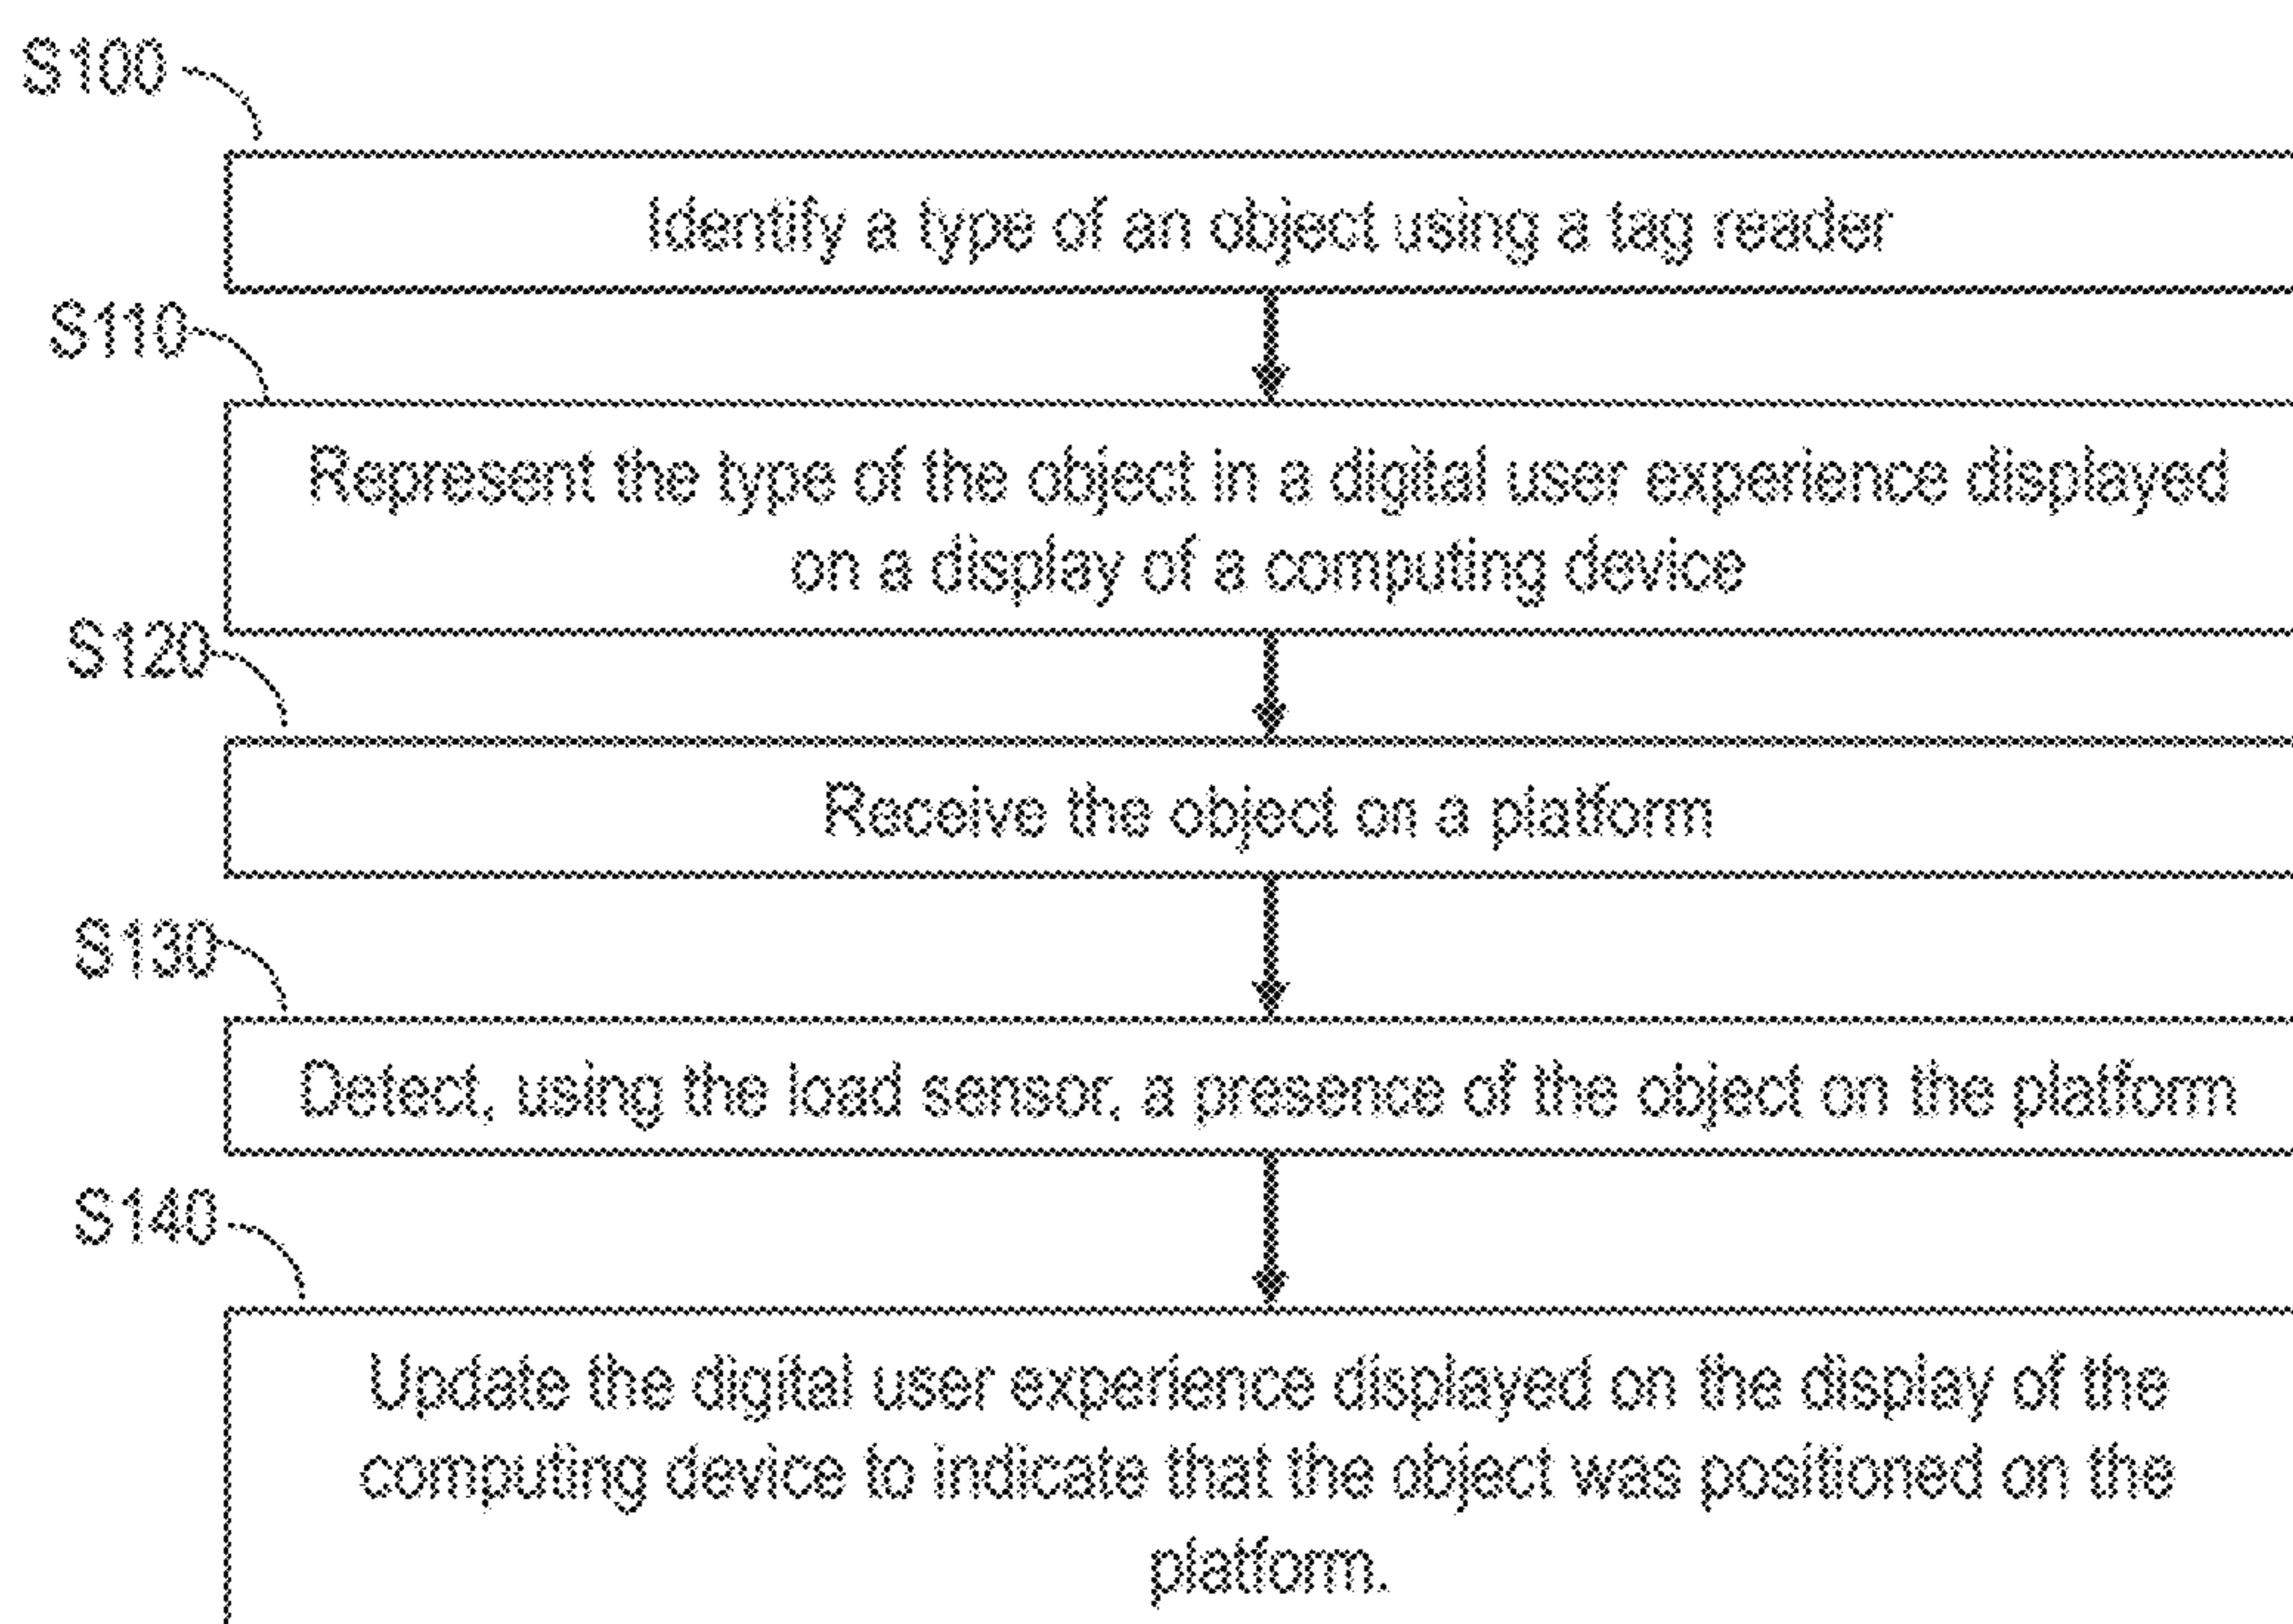 S100
Identify a type of an object using a tag reader
S110
Represent the type of the object in a digital user experience displayed
on a display of a computing device
S120
Receive the object on a platform
S130
Detect, using the load sensor, a presence of the object on the platform
S140
Update the digital user experience displayed on the display of the
computing device to indicate that the object was positioned on the
platform.